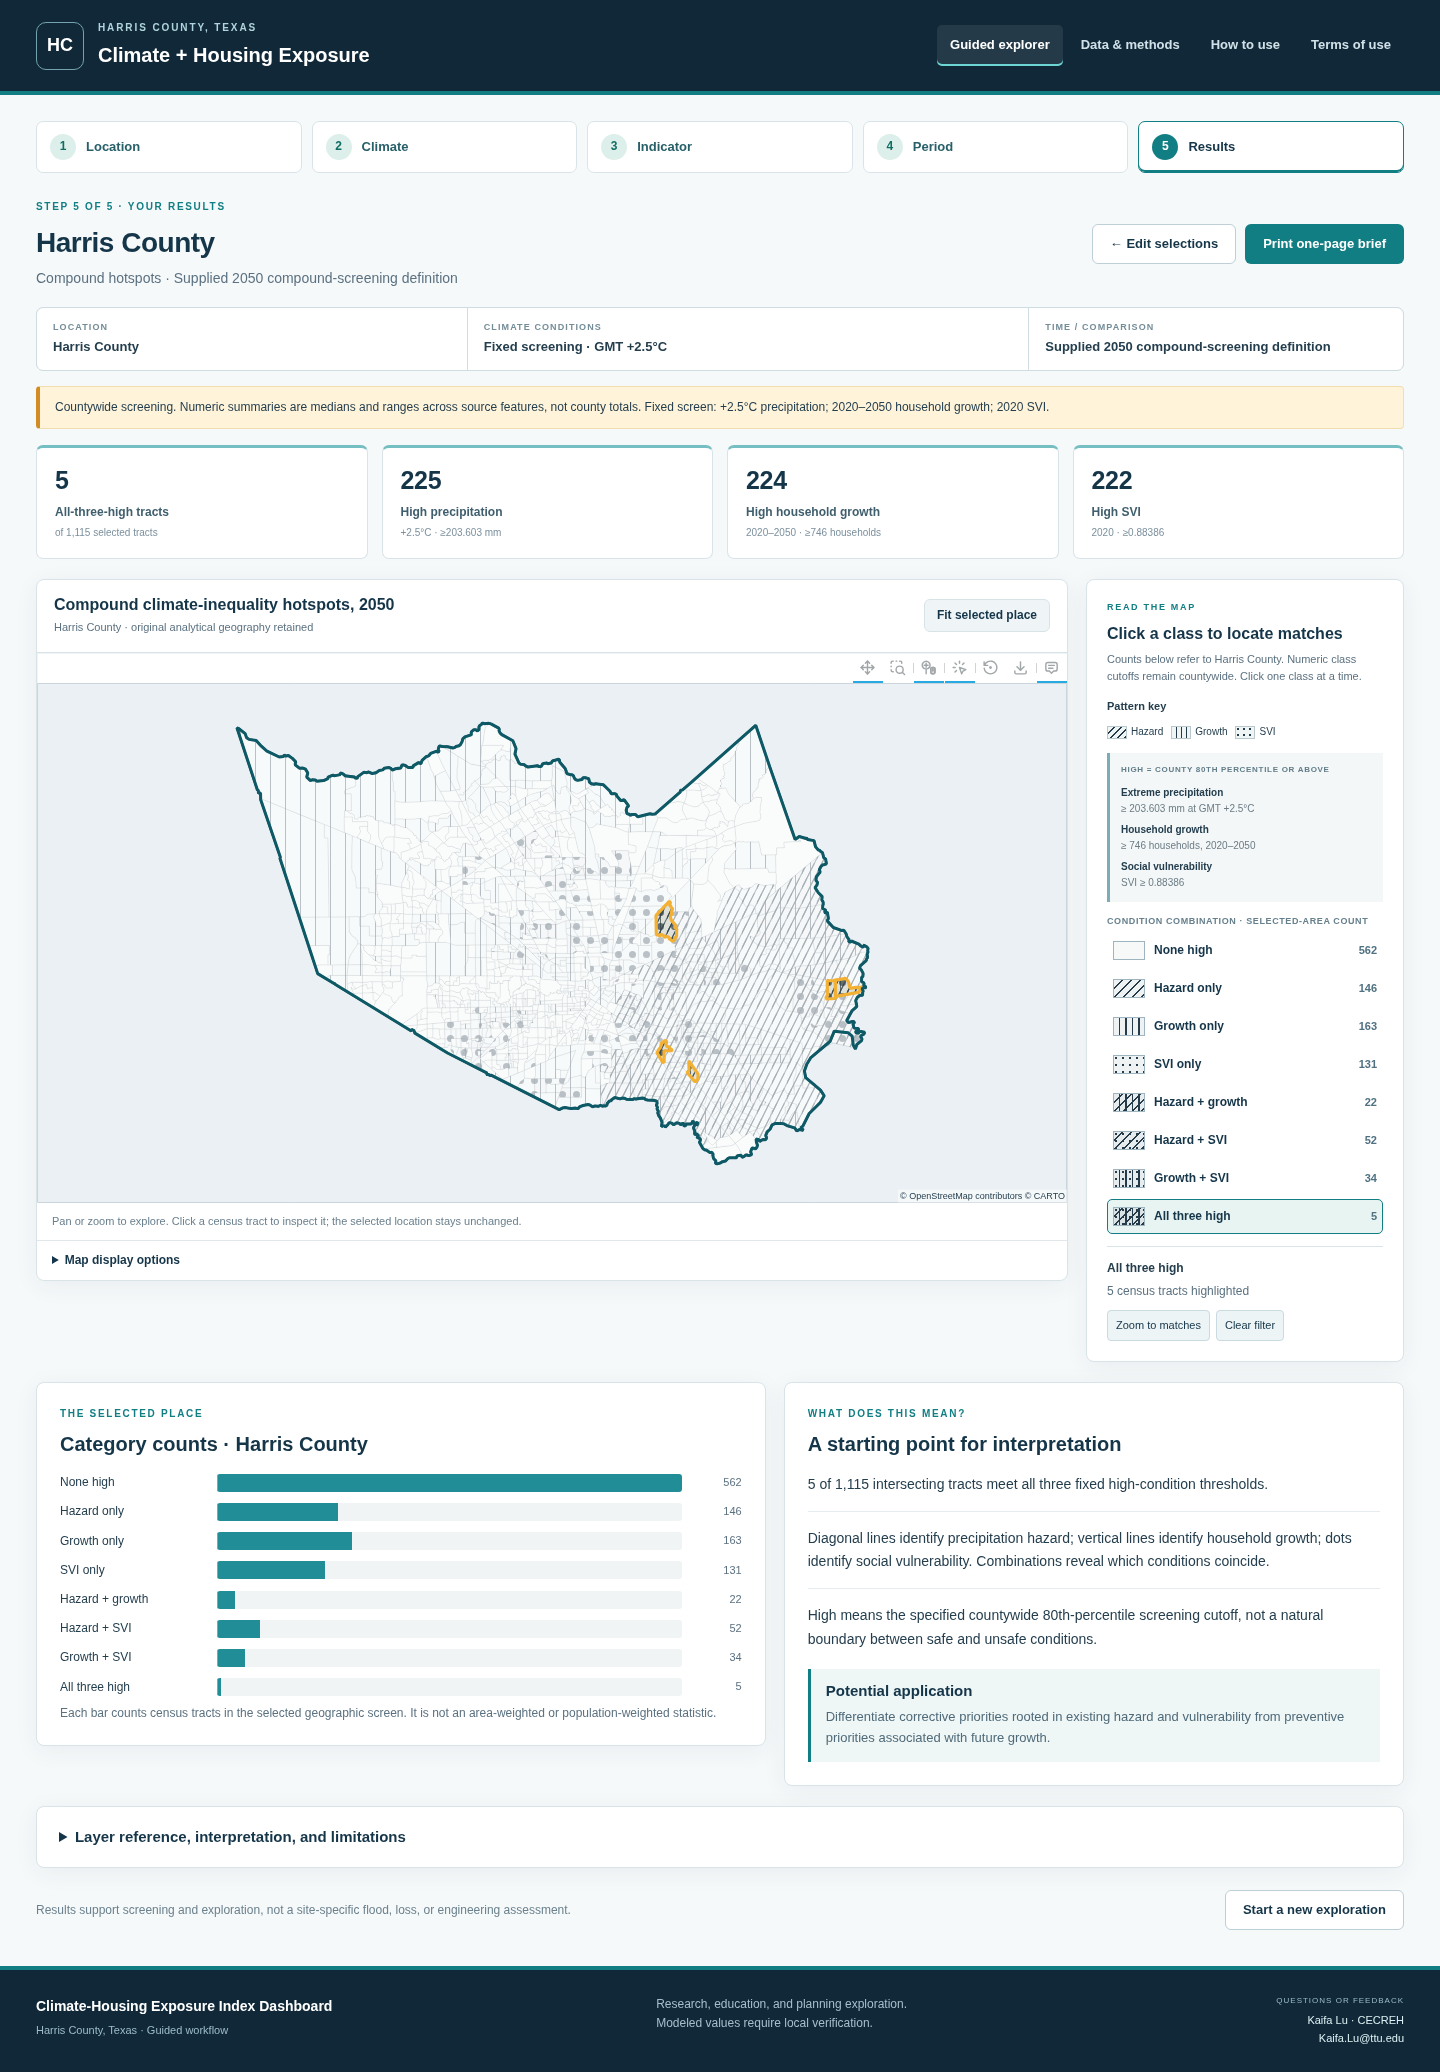 HC
HARRIS COUNTY, TEXAS
Climate + Housing Exposure
Guided explorer
Data & methods
How to use
Terms of use
1 Location
2 Climate
3 Indicator
4 Period
5 Results
STEP 5 OF 5 · YOUR RESULTS
Harris County
Compound hotspots · Supplied 2050 compound-screening definition
← Edit selections
Print one-page brief
LOCATION
Harris County
CLIMATE CONDITIONS
Fixed screening · GMT +2.5°C
TIME / COMPARISON
Supplied 2050 compound-screening definition
Countywide screening. Numeric summaries are medians and ranges across source features, not county totals. Fixed screen: +2.5°C precipitation; 2020–2050 household growth; 2020 SVI.
5
All-three-high tracts
of 1,115 selected tracts
225
High precipitation
+2.5°C · ≥203.603 mm
224
High household growth
2020–2050 · ≥746 households
222
High SVI
2020 · ≥0.88386
Compound climate-inequality hotspots, 2050
Harris County · original analytical geography retained
Fit selected place
© OpenStreetMap contributors © CARTO
Pan or zoom to explore. Click a census tract to inspect it; the selected location stays unchanged.
Map display options
READ THE MAP
Click a class to locate matches
Counts below refer to Harris County. Numeric class
cutoffs remain countywide. Click one class at a time.
Pattern key
Hazard Growth SVI
HIGH = COUNTY 80TH PERCENTILE OR ABOVE
Extreme precipitation
≥ 203.603 mm at GMT +2.5°C
Household growth
≥ 746 households, 2020–2050
Social vulnerability
SVI ≥ 0.88386
CONDITION COMBINATION · SELECTED-AREA COUNT
None high 562
Hazard only 146
Growth only 163
SVI only 131
Hazard + growth 22
Hazard + SVI 52
Growth + SVI 34
All three high 5
All three high
5 census tracts highlighted
Zoom to matches
Clear filter
THE SELECTED PLACE
Category counts · Harris County
None high 562
Hazard only 146
Growth only 163
SVI only 131
Hazard + growth 22
Hazard + SVI 52
Growth + SVI 34
All three high 5
Each bar counts census tracts in the selected geographic screen. It is not an area-weighted or population-weighted statistic.
WHAT DOES THIS MEAN?
A starting point for interpretation
5 of 1,115 intersecting tracts meet all three fixed high-condition thresholds.
Diagonal lines identify precipitation hazard; vertical lines identify household growth; dots
identify social vulnerability. Combinations reveal which conditions coincide.
High means the specified countywide 80th-percentile screening cutoff, not a natural
boundary between safe and unsafe conditions.
Potential application
Differentiate corrective priorities rooted in existing hazard and vulnerability from preventive
priorities associated with future growth.
Layer reference, interpretation, and limitations
Results support screening and exploration, not a site-specific flood, loss, or engineering assessment.
Start a new exploration
Climate-Housing Exposure Index Dashboard
Harris County, Texas · Guided workflow
Research, education, and planning exploration.
Modeled values require local verification.
QUESTIONS OR FEEDBACK
Kaifa Lu · CECREH
Kaifa.Lu@ttu.edu